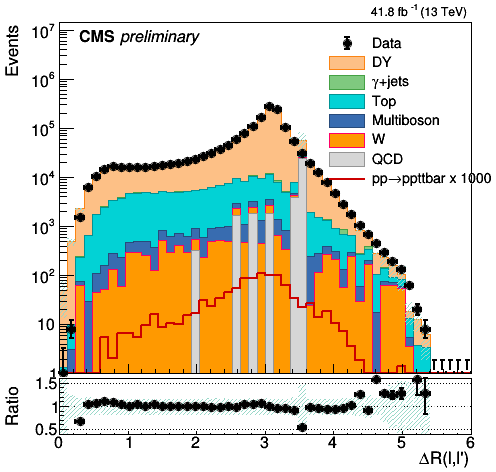 41.8 fb⁻¹ (13 TeV)
Events
CMS preliminary
Data
DY
γ+jets
Top
Multiboson
W
QCD
pp→ppttbar x 1000
10⁷
10⁶
10⁵
10⁴
10³
10²
10
1
Ratio
1.5
1
0.5
0 1 2 3 4 5 6
ΔR(l,l')